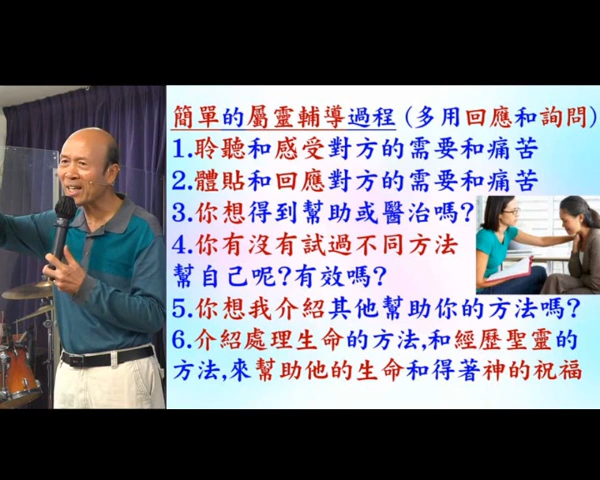 簡單的屬靈輔導過程 (多用回應和詢問)
1.聆聽和感受對方的需要和痛苦
2.體貼和回應對方的需要和痛苦
3.你想得到幫助或醫治嗎?
4.你有沒有試過不同方法
幫自己呢?有效嗎?
5.你想我介紹其他幫助你的方法嗎?
6.介紹處理生命的方法,和經歷聖靈的
方法,來幫助他的生命和得著神的祝福